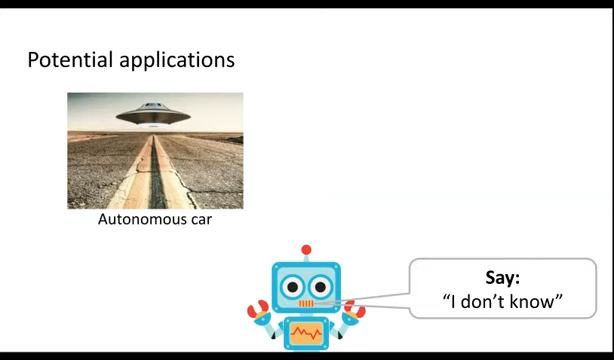 Potential applications
Autonomous car
Say:
“I don’t know”